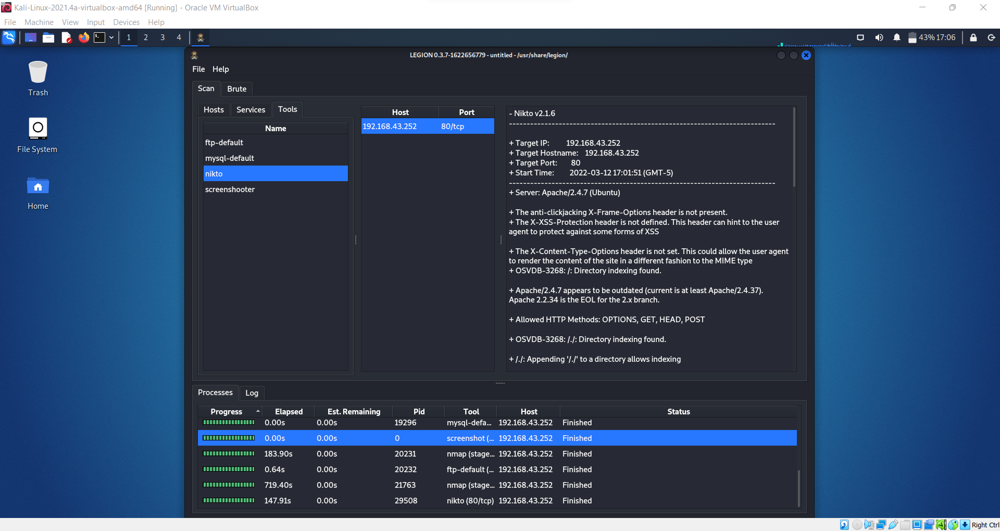 Kali-Linux-2021.4a-virtualbox-amd64 [Running] - Oracle VM VirtualBox
File Machine View Input Devices Help
1 2 3 4 43% 17:06
LEGION 0.3.7-1622656779 - untitled - /usr/share/legion/
File Help
Trash
File System
Home
Scan Brute
Hosts Services Tools
Name
ftp-default
mysql-default
nikto
screenshooter
Host Port
192.168.43.252 80/tcp
- Nikto v2.1.6
---------------------------------------------------------------------------
+ Target IP: 192.168.43.252
+ Target Hostname: 192.168.43.252
+ Target Port: 80
+ Start Time: 2022-03-12 17:01:51 (GMT-5)
---------------------------------------------------------------------------
+ Server: Apache/2.4.7 (Ubuntu)
+ The anti-clickjacking X-Frame-Options header is not present.
+ The X-XSS-Protection header is not defined. This header can hint to the user
agent to protect against some forms of XSS
+ The X-Content-Type-Options header is not set. This could allow the user agent
to render the content of the site in a different fashion to the MIME type
+ OSVDB-3268: /: Directory indexing found.
+ Apache/2.4.7 appears to be outdated (current is at least Apache/2.4.37).
Apache 2.2.34 is the EOL for the 2.x branch.
+ Allowed HTTP Methods: OPTIONS, GET, HEAD, POST
+ OSVDB-3268: /./: Directory indexing found.
+ /./: Appending '/./' to a directory allows indexing
Processes Log
Progress Elapsed Est. Remaining Pid Tool Host Status
0.00s 0.00s 19296 mysql-defa... 192.168.43.252 Finished
0.00s 0.00s 0 screenshot (... 192.168.43.252 Finished
183.90s 0.00s 20231 nmap (stage... 192.168.43.252 Finished
0.64s 0.00s 20232 ftp-default (... 192.168.43.252 Finished
719.40s 0.00s 21763 nmap (stage... 192.168.43.252 Finished
147.91s 0.00s 29508 nikto (80/tcp) 192.168.43.252 Finished
Right Ctrl